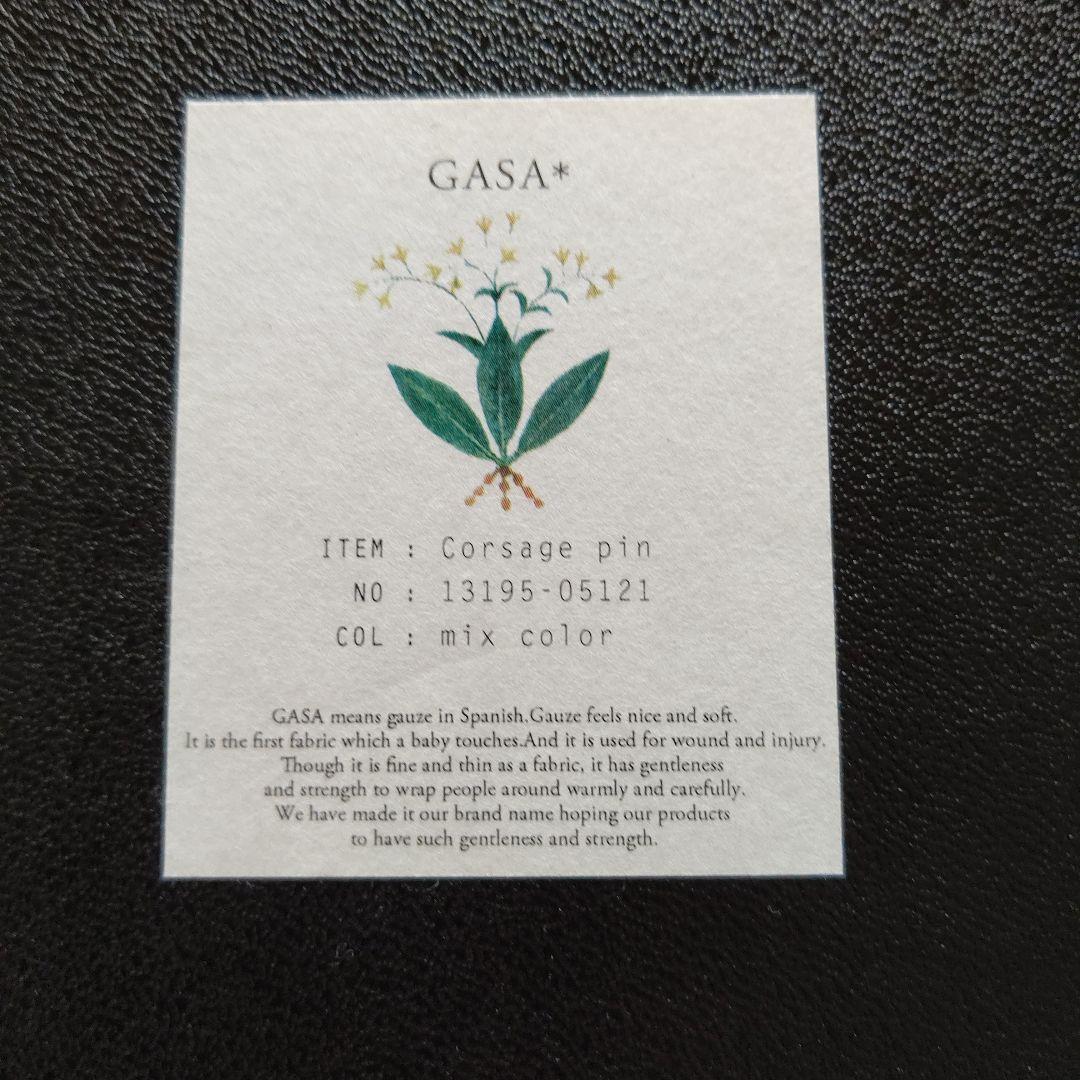 GASA*
ITEM : Corsage pin
NO : 13195-05121
COL : mix color
GASA means gauze in Spanish.Gauze feels nice and soft.
It is the first fabric which a baby touches.And it is used for wound and injury.
Though it is fine and thin as a fabric, it has gentleness
and strength to wrap people around warmly and carefully.
We have made it our brand name hoping our products
to have such gentleness and strength.